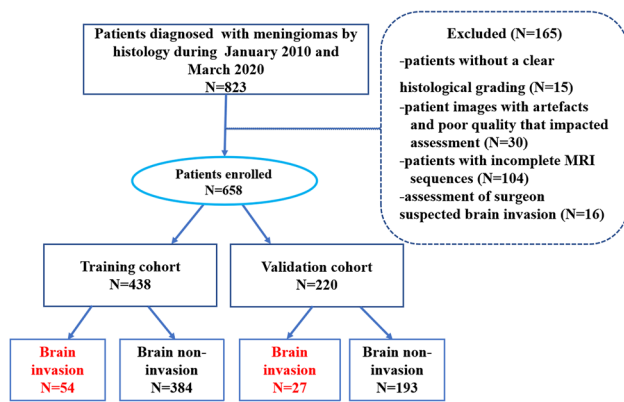 Patients diagnosed with meningiomas by
histology during January 2010 and
March 2020
N=823
Excluded (N=165)
-patients without a clear
histological grading (N=15)
-patient images with artefacts
and poor quality that impacted
assessment (N=30)
-patients with incomplete MRI
sequences (N=104)
-assessment of surgeon
suspected brain invasion (N=16)
Patients enrolled
N=658
Training cohort
N=438
Validation cohort
N=220
Brain
invasion
N=54
Brain non-
invasion
N=384
Brain
invasion
N=27
Brain non-
invasion
N=193